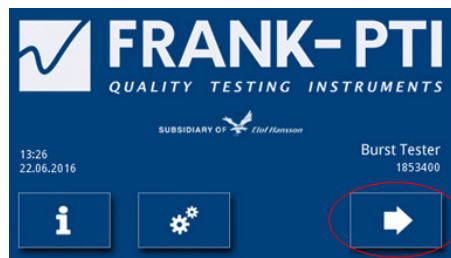 FRANK-PTI
QUALITY TESTING INSTRUMENTS
SUBSIDIARY OF Elof Hansson
13:26
22.06.2016
Burst Tester
1853400
i